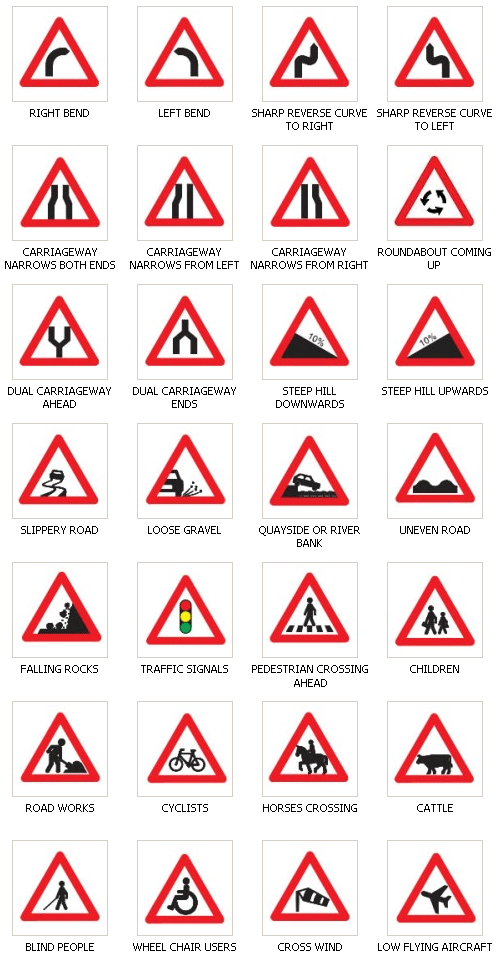 RIGHT BEND
LEFT BEND
SHARP REVERSE CURVE
TO RIGHT
SHARP REVERSE CURVE
TO LEFT
CARRIAGEWAY
NARROWS BOTH ENDS
CARRIAGEWAY
NARROWS FROM LEFT
CARRIAGEWAY
NARROWS FROM RIGHT
ROUNDABOUT COMING
UP
10%
10%
DUAL CARRIAGEWAY
AHEAD
DUAL CARRIAGEWAY
ENDS
STEEP HILL
DOWNWARDS
STEEP HILL UPWARDS
SLIPPERY ROAD
LOOSE GRAVEL
QUAYSIDE OR RIVER
BANK
UNEVEN ROAD
FALLING ROCKS
TRAFFIC SIGNALS
PEDESTRIAN CROSSING
AHEAD
CHILDREN
ROAD WORKS
CYCLISTS
HORSES CROSSING
CATTLE
BLIND PEOPLE
WHEEL CHAIR USERS
CROSS WIND
LOW FLYING AIRCRAFT